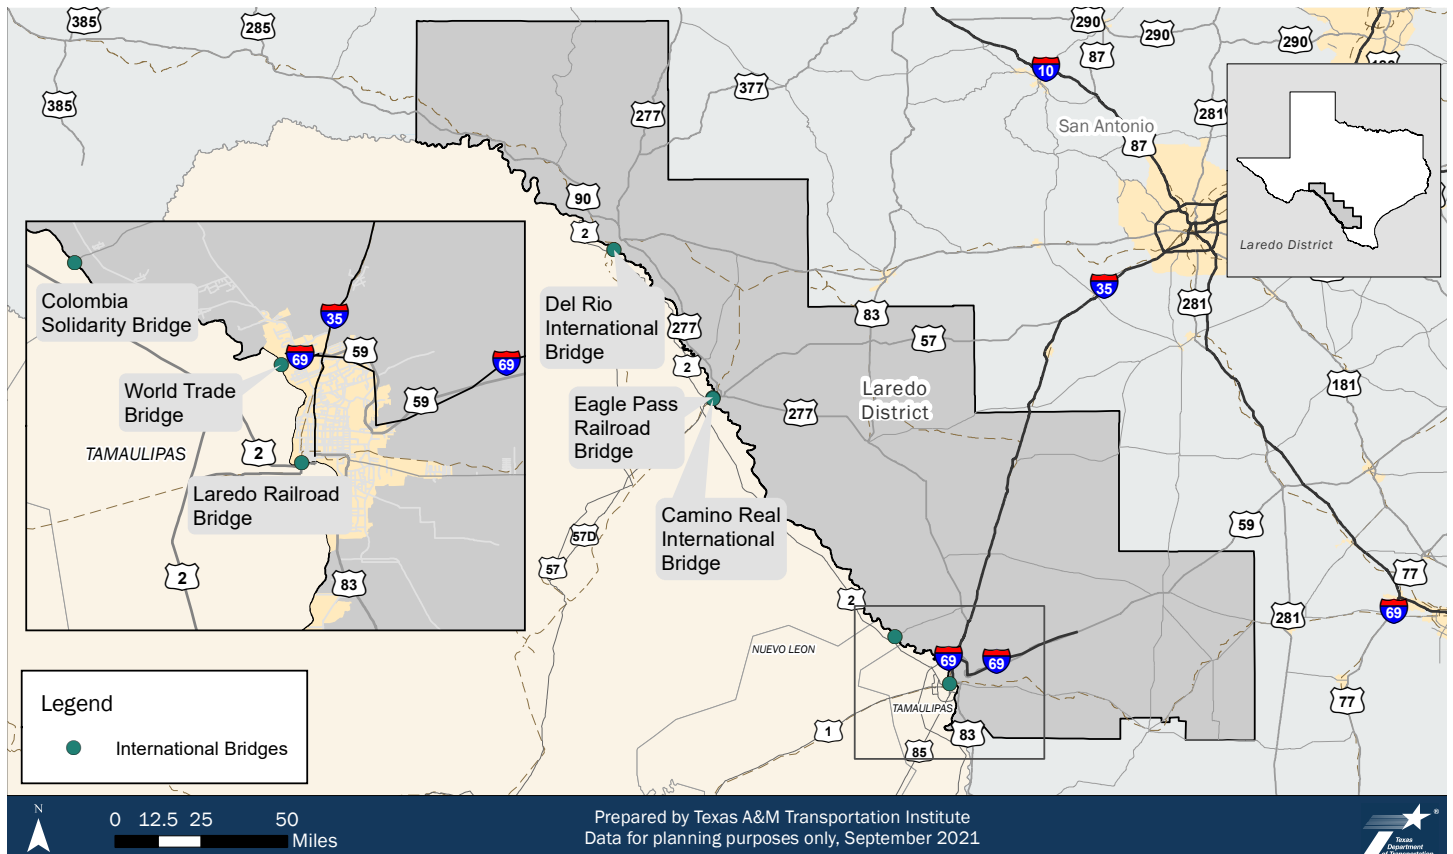 385
285
290
290
290
87
10
385
377
277
281
San Antonio
87
90
2
Laredo District
35
281
83
57
277
2
Del Rio
International
Bridge
Laredo
District
181
Eagle Pass
Railroad
Bridge
277
Camino Real
International
Bridge
59
57D
57
77
2
281
69
NUEVO LEON
69
69
TAMAULIPAS
77
1
83
85
Colombia
Solidarity Bridge
35
69
59
69
World Trade
Bridge
59
TAMAULIPAS
2
Laredo Railroad
Bridge
2
83
Legend
International Bridges
N
0 12.5 25 50
Miles
Prepared by Texas A&M Transportation Institute
Data for planning purposes only, September 2021
Texas
Department
of Transportation